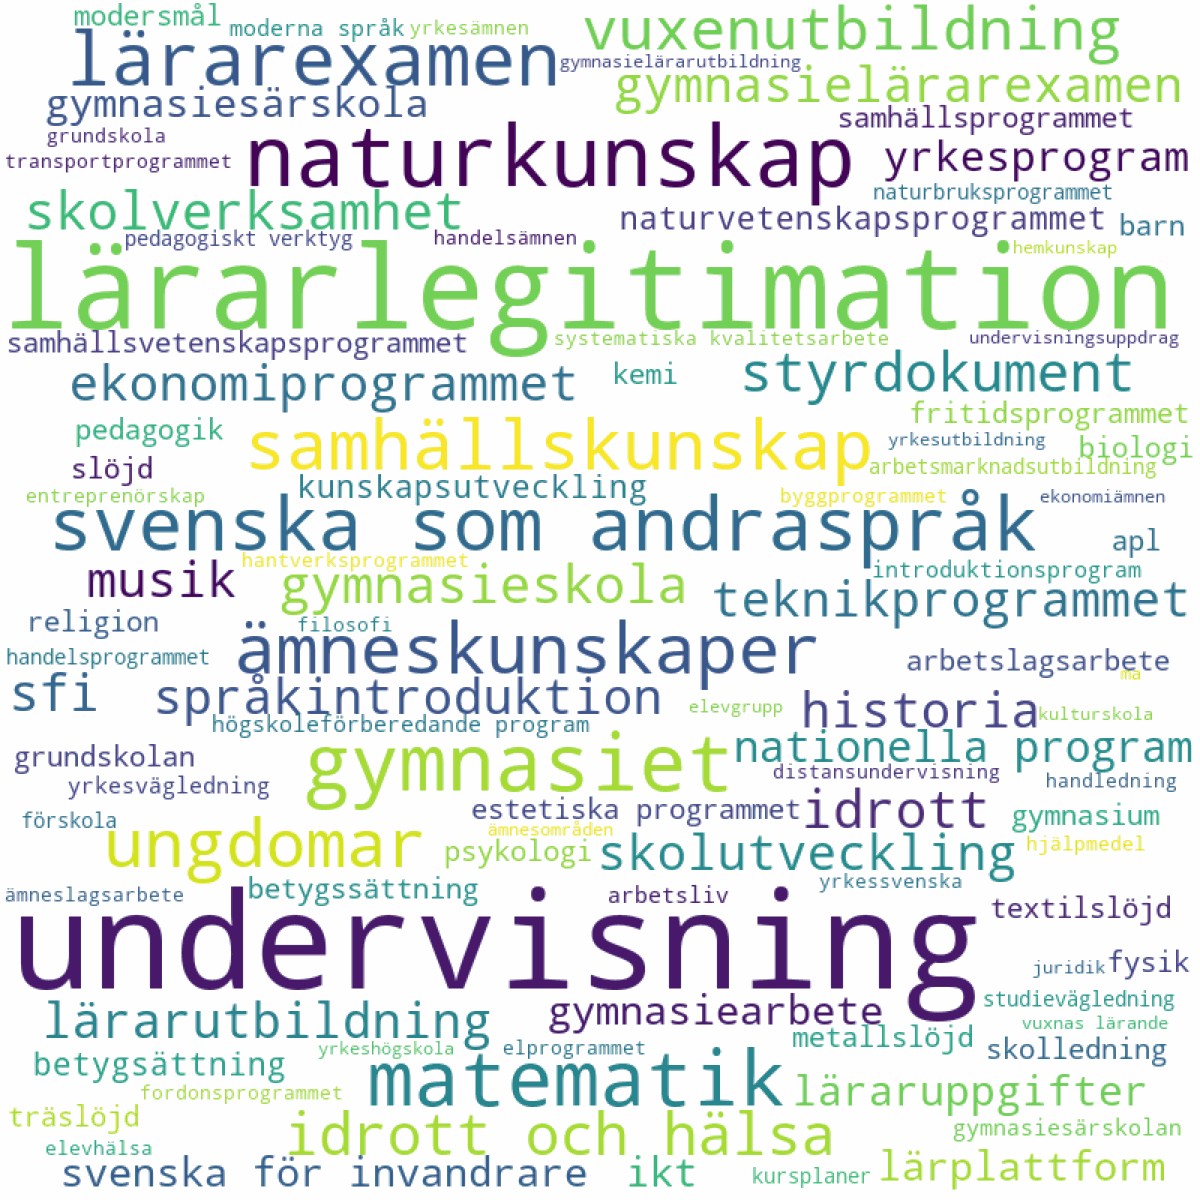 modersmål
moderna språk
yrkesämnen
vuxenutbildning
lärarexamen
gymnasielärarutbildning
gymnasielärarexamen
gymnasiesärskola
samhällsprogrammet
grundskola
naturkunskap
yrkesprogram
transportprogrammet
naturbruksprogrammet
skolverksamhet
naturvetenskapsprogrammet
barn
pedagogiskt verktyg
handelsämnen
hemkunskap
lärarlegitimation
samhällsvetenskapsprogrammet
systematiska kvalitetsarbete
undervisningsuppdrag
ekonomiprogrammet
kemi
styrdokument
fritidsprogrammet
pedagogik
samhällskunskap
yrkesutbildning
biologi
slöjd
arbetsmarknadsutbildning
kunskapsutveckling
entreprenörskap
byggprogrammet
ekonomiämnen
svenska som andraspråk
apl
hantverksprogrammet
musik
gymnasieskola
introduktionsprogram
teknikprogrammet
religion
filosofi
ämneskunskaper
handelsprogrammet
arbetslagsarbete
ma
sfi
språkintroduktion
elevgrupp
historia
kulturskola
högskoleförberedande program
gymnasiet
nationella program
grundskolan
distansundervisning
yrkesvägledning
handledning
estetiska programmet
idrott
gymnasium
förskola
ungdomar
ämnesområden
psykologi
skolutveckling
hjälpmedel
ämneslagsarbete
betygssättning
arbetsliv
yrkessvenska
undervisning
textilslöjd
juridik
fysik
studievägledning
lärarutbildning
gymnasiearbete
vuxnas lärande
metallslöjd
yrkeshögskola
elprogrammet
skolledning
betygsättning
matematik
fordonsprogrammet
läraruppgifter
träslöjd
idrott och hälsa
gymnasiesärskolan
elevhälsa
svenska för invandrare
ikt
kursplaner
lärplattform